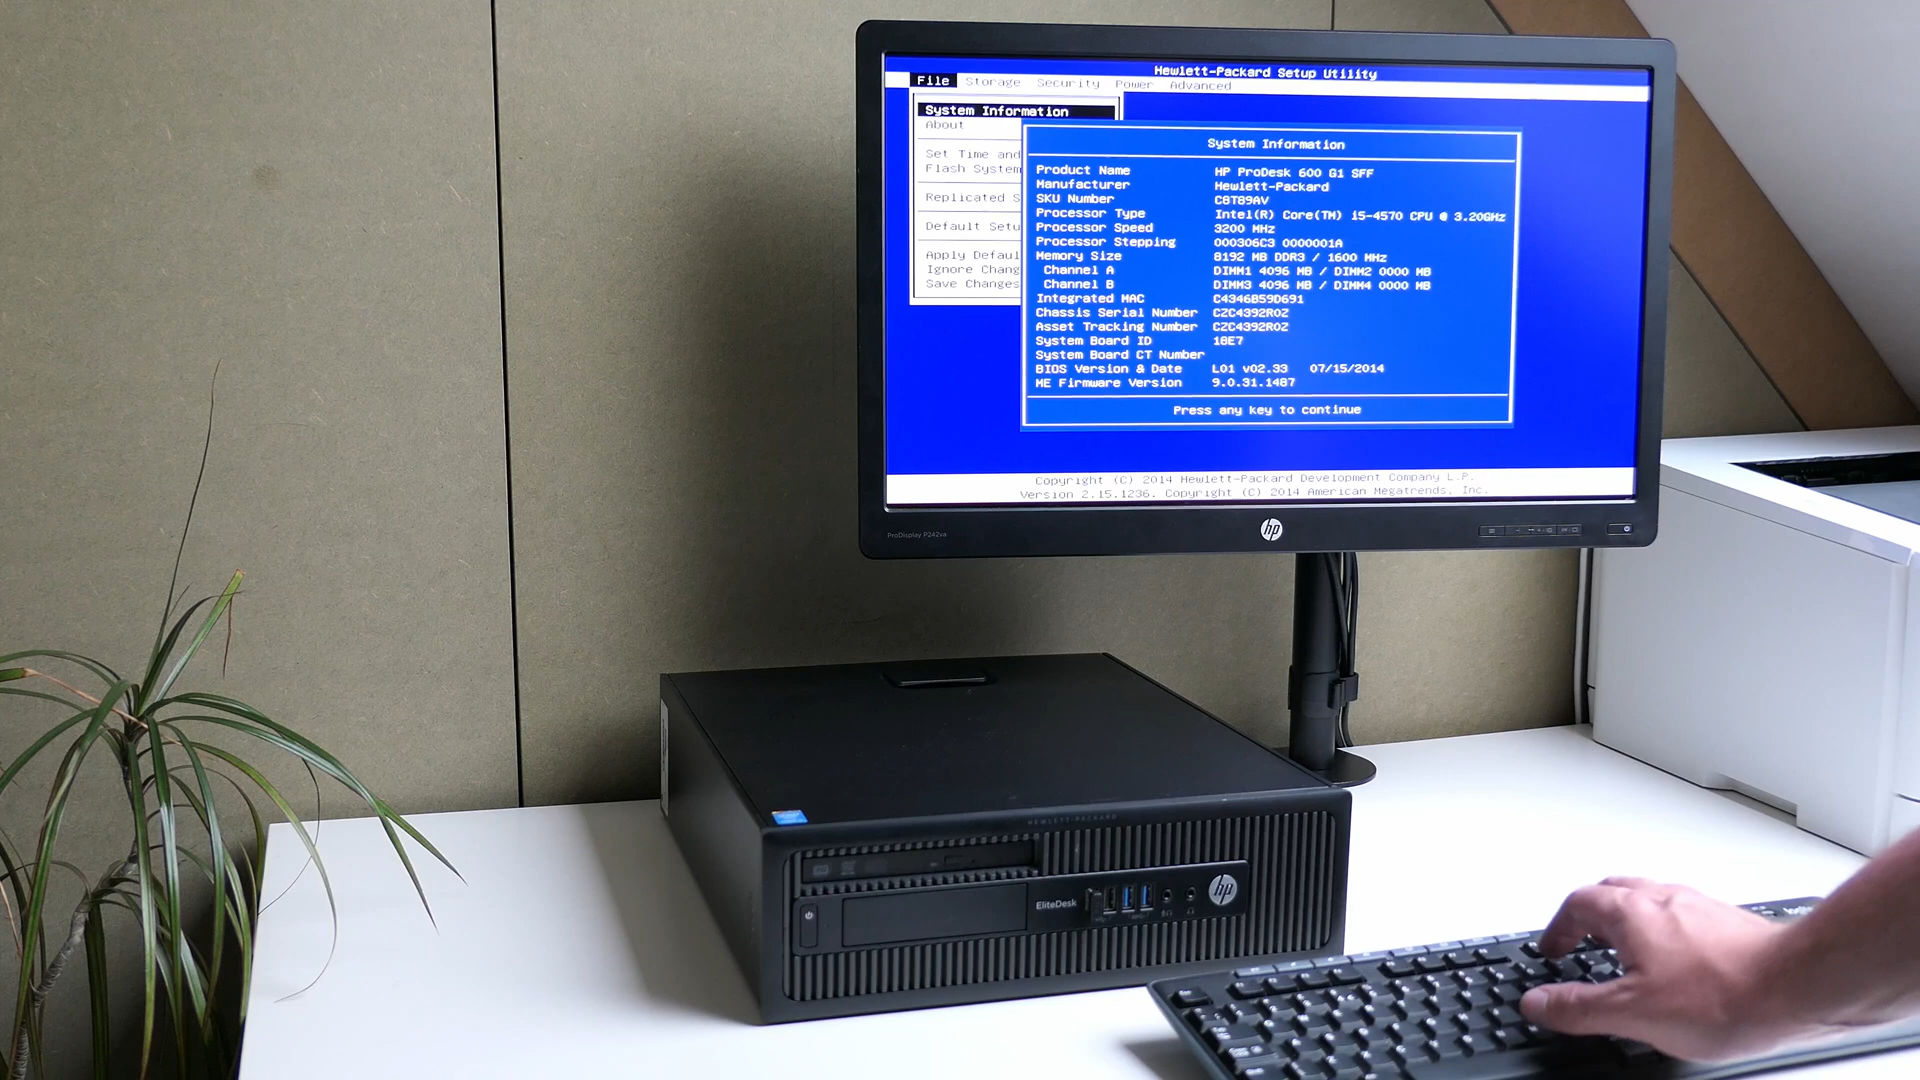 Hewlett-Packard Setup Utility
File Storage Security Power Advanced
System Information
About
Set Time and
Flash System
Replicated S
Default Setu
Apply Defaul
Ignore Chang
Save Changes
System Information
Product Name HP ProDesk 600 G1 SFF
Manufacturer Hewlett-Packard
SKU Number C8T89AV
Processor Type Intel(R) Core(TM) i5-4570 CPU @ 3.20GHz
Processor Speed 3200 MHz
Processor Stepping 000306C3 0000001A
Memory Size 8192 MB DDR3 / 1600 MHz
Channel A DIMM1 4096 MB / DIMM2 0000 MB
Channel B DIMM3 4096 MB / DIMM4 0000 MB
Integrated MAC C4346B59D691
Chassis Serial Number CZC4392R0Z
Asset Tracking Number CZC4392R0Z
System Board ID 18E7
System Board CT Number
BIOS Version & Date L01 v02.33 07/15/2014
ME Firmware Version 9.0.31.1487
Press any key to continue
Copyright (C) 2014 Hewlett-Packard Development Company L.P.
Version 2.15.1236. Copyright (C) 2014 American Megatrends, Inc.
ProDisplay P242va
hp
HEWLETT-PACKARD
EliteDesk
hp